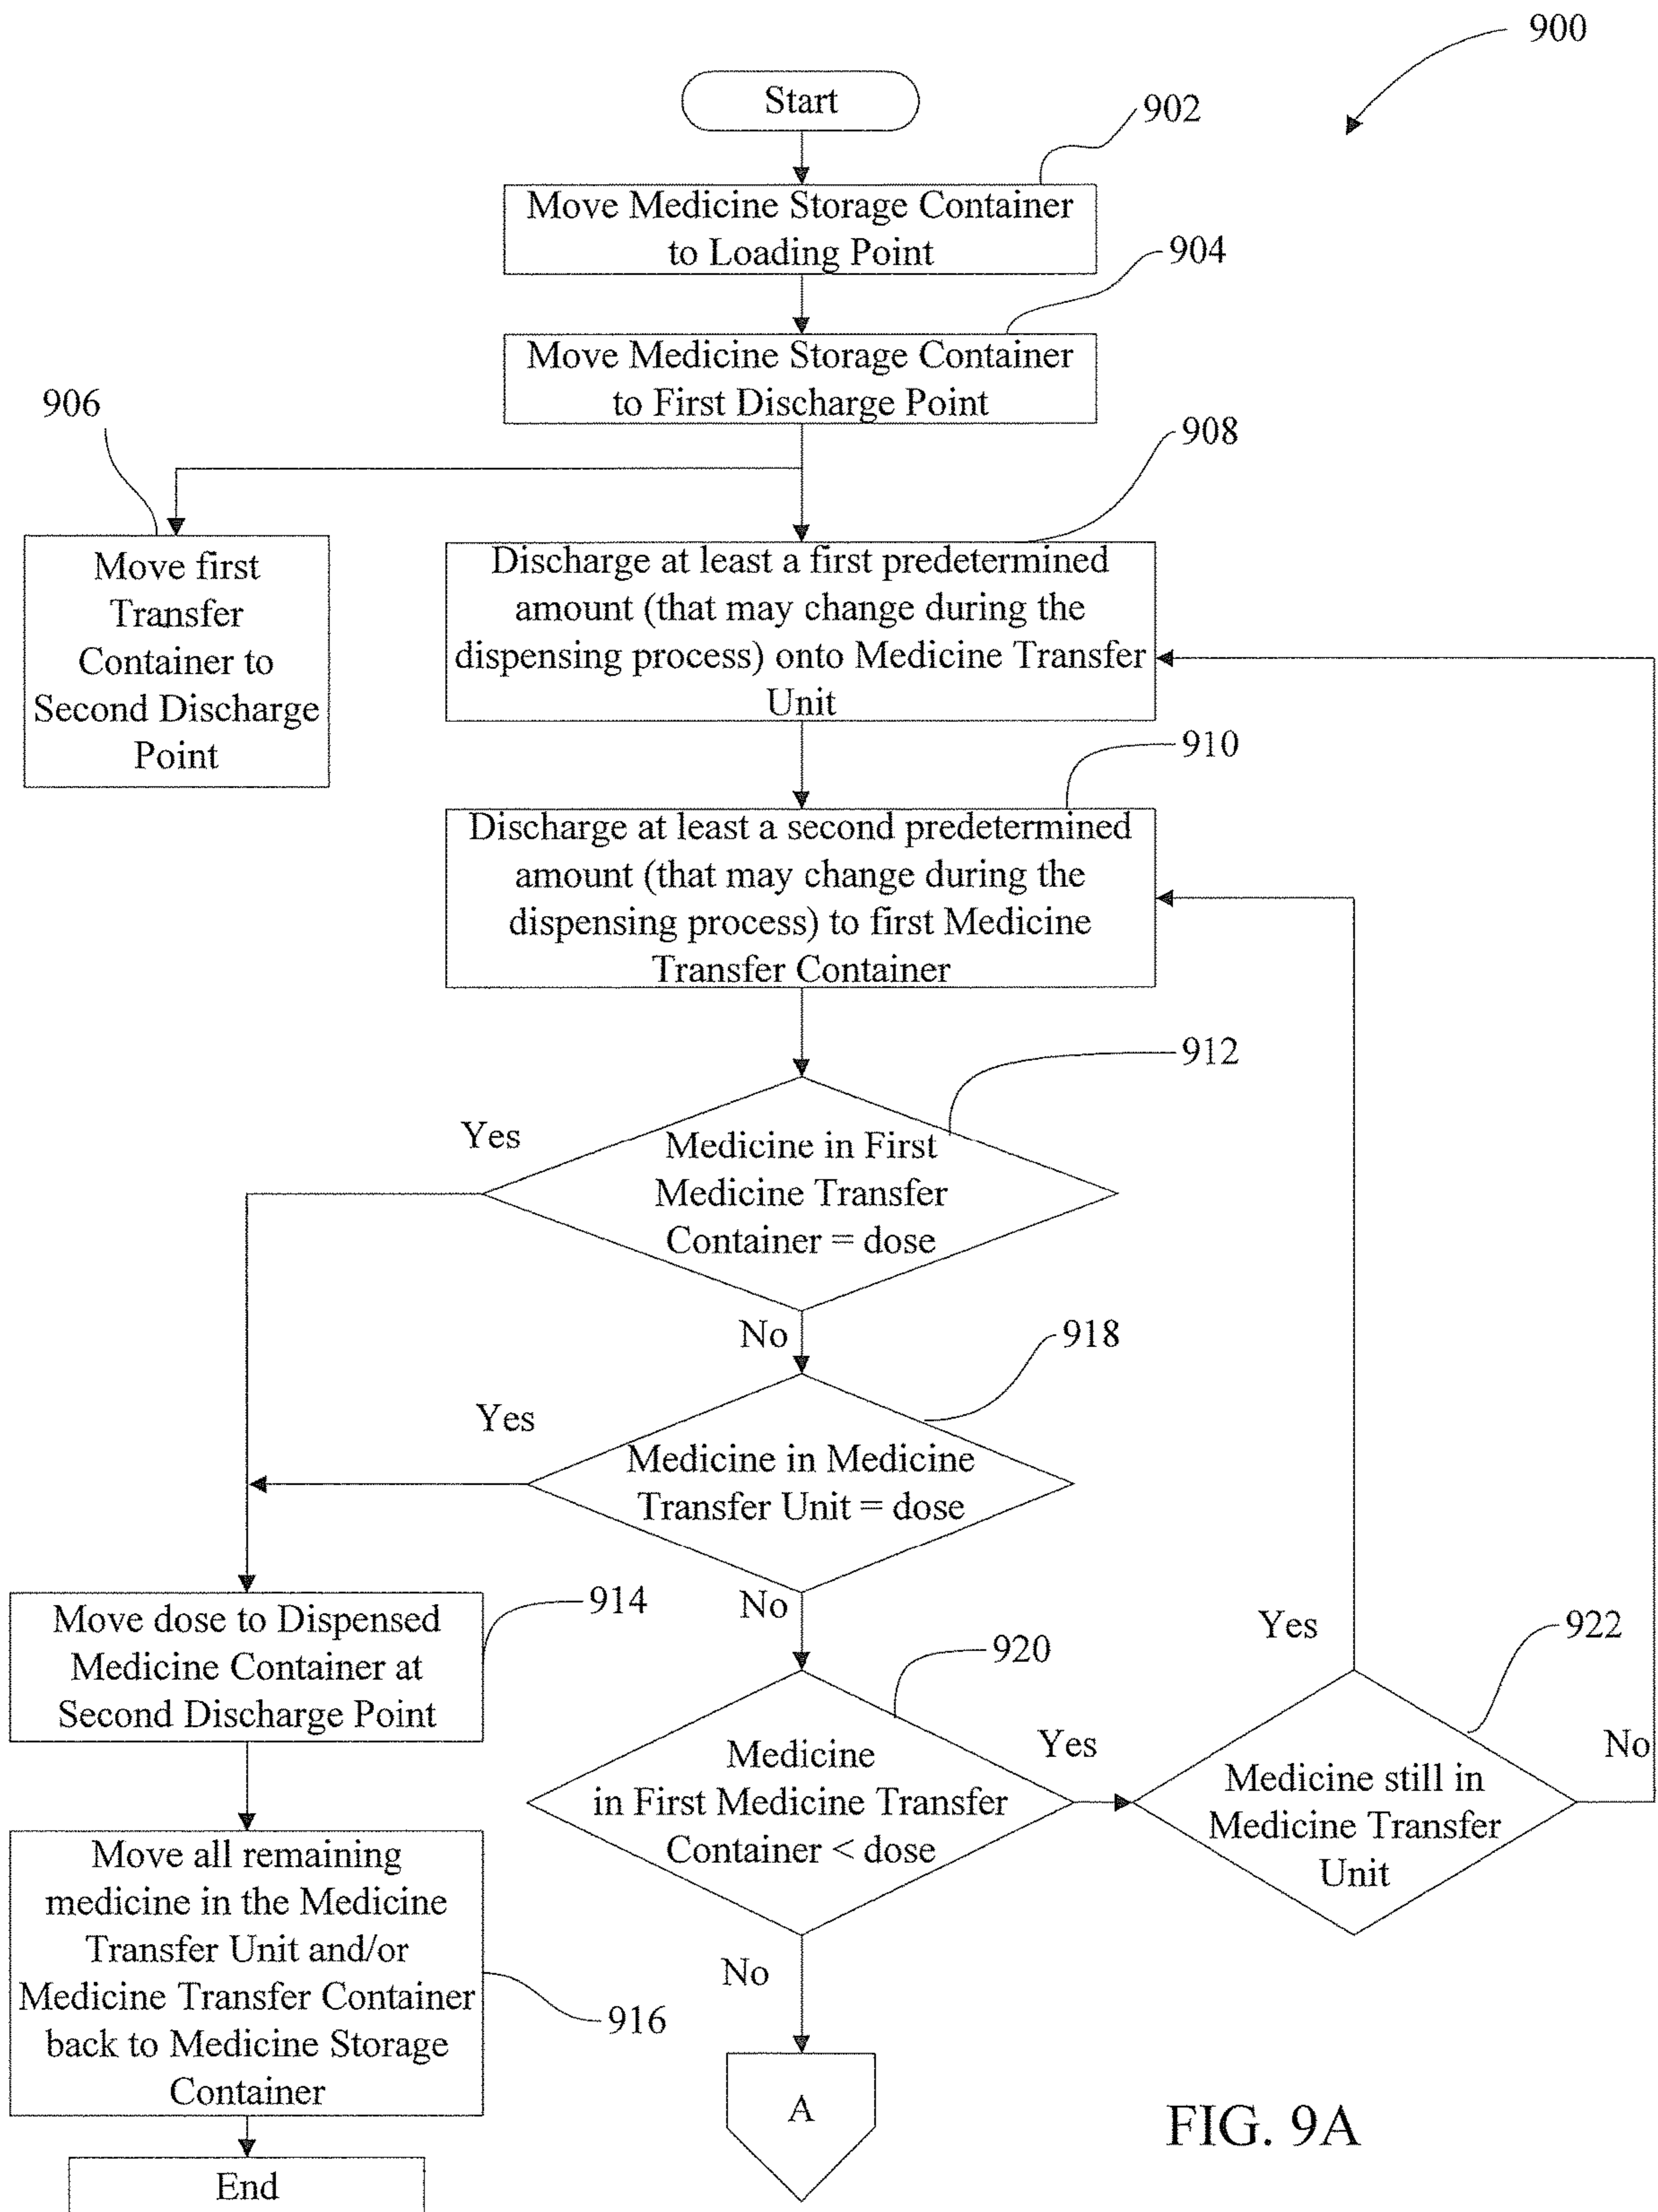 900
Start
902
Move Medicine Storage Container
to Loading Point
904
Move Medicine Storage Container
to First Discharge Point
906
908
Move first
Transfer
Container to
Second Discharge
Point
Discharge at least a first predetermined
amount (that may change during the
dispensing process) onto Medicine Transfer
Unit
910
Discharge at least a second predetermined
amount (that may change during the
dispensing process) to first Medicine
Transfer Container
912
Yes
Medicine in First
Medicine Transfer
Container = dose
No
918
Yes
Medicine in Medicine
Transfer Unit = dose
No
914
Move dose to Dispensed
Medicine Container at
Second Discharge Point
920
Medicine
in First Medicine Transfer
Container < dose
Yes
Yes
922
No
Medicine still in
Medicine Transfer
Unit
Move all remaining
medicine in the Medicine
Transfer Unit and/or
Medicine Transfer Container
back to Medicine Storage
Container
916
No
A
End
FIG. 9A